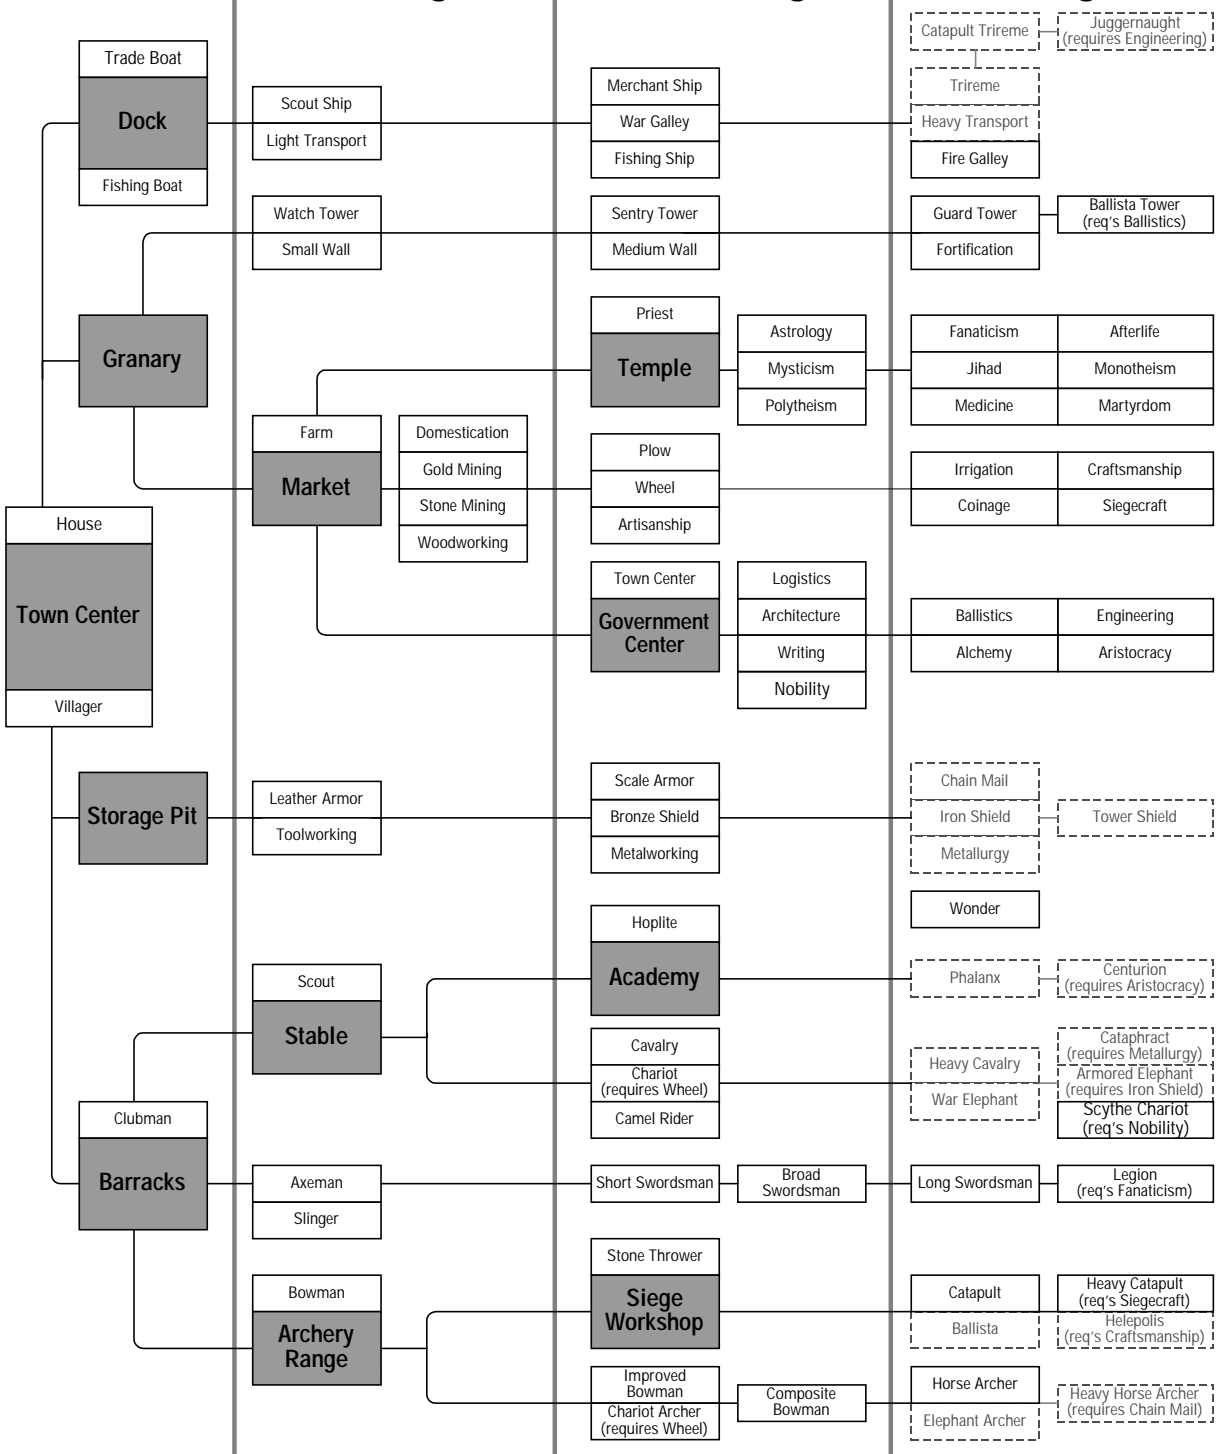 Catapult Trireme
Juggernaught
(requires Engineering)
Trade Boat
Dock
Fishing Boat
Scout Ship
Light Transport
Merchant Ship
War Galley
Fishing Ship
Trireme
Heavy Transport
Fire Galley
Watch Tower
Small Wall
Sentry Tower
Medium Wall
Guard Tower
Fortification
Ballista Tower
(req's Ballistics)
Granary
Priest
Temple
Astrology
Mysticism
Polytheism
Fanaticism
Afterlife
Jihad
Monotheism
Medicine
Martyrdom
Farm
Market
Domestication
Gold Mining
Stone Mining
Woodworking
Plow
Wheel
Artisanship
Irrigation
Craftsmanship
Coinage
Siegecraft
House
Town Center
Villager
Town Center
Government
Center
Logistics
Architecture
Writing
Nobility
Ballistics
Engineering
Alchemy
Aristocracy
Storage Pit
Leather Armor
Toolworking
Scale Armor
Bronze Shield
Metalworking
Chain Mail
Iron Shield
Metallurgy
Tower Shield
Wonder
Hoplite
Academy
Phalanx
Centurion
(requires Aristocracy)
Scout
Stable
Cavalry
Chariot
(requires Wheel)
Camel Rider
Heavy Cavalry
War Elephant
Cataphract
(requires Metallurgy)
Armored Elephant
(requires Iron Shield)
Scythe Chariot
(req's Nobility)
Clubman
Barracks
Axeman
Slinger
Short Swordsman
Broad
Swordsman
Long Swordsman
Legion
(req's Fanaticism)
Stone Thrower
Siege
Workshop
Catapult
Ballista
Heavy Catapult
(req's Siegecraft)
Helepolis
(req's Craftsmanship)
Bowman
Archery
Range
Improved
Bowman
Chariot Archer
(requires Wheel)
Composite
Bowman
Horse Archer
Elephant Archer
Heavy Horse Archer
(requires Chain Mail)